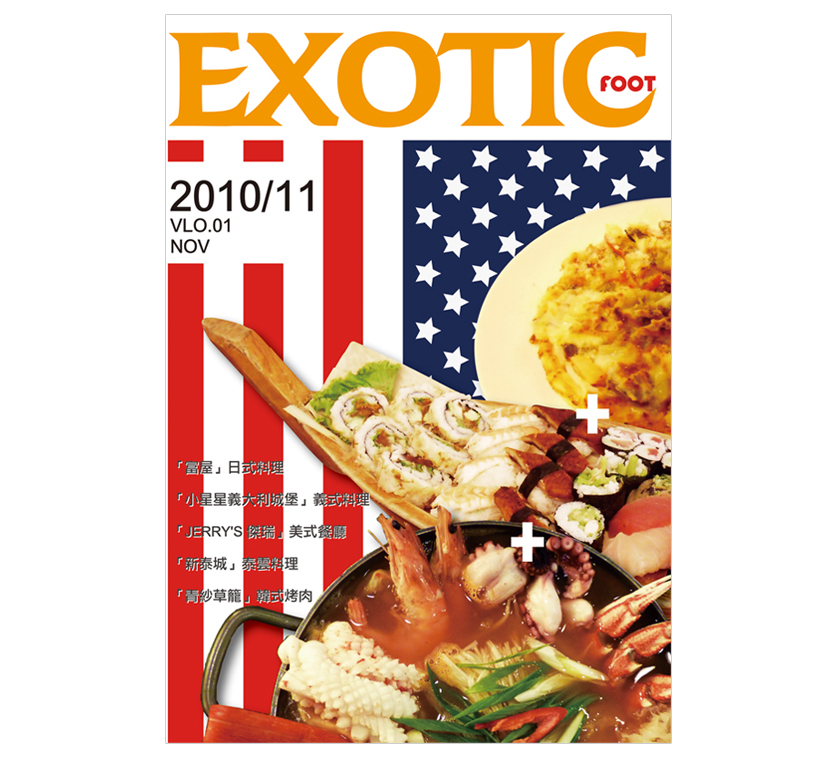 EXOTIC
FOOT
2010/11
VLO.01
NOV
「富屋」日式料理
「小星星義大利城堡」義式料理
「JERRY'S 傑瑞」美式餐廳
「新泰城」泰雲料理
「青紗草籠」韓式烤肉